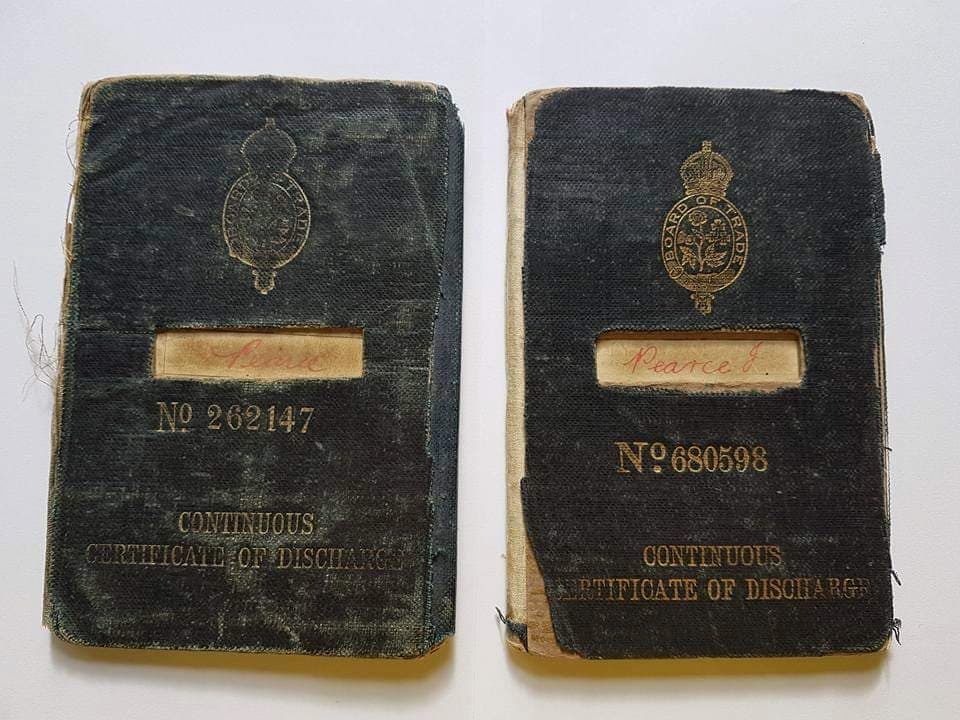 BOARD OF TRADE
No 262147
CONTINUOUS
CERTIFICATE OF DISCHARGE
BOARD OF TRADE
Pearce J.
No 680598
CONTINUOUS
CERTIFICATE OF DISCHARGE